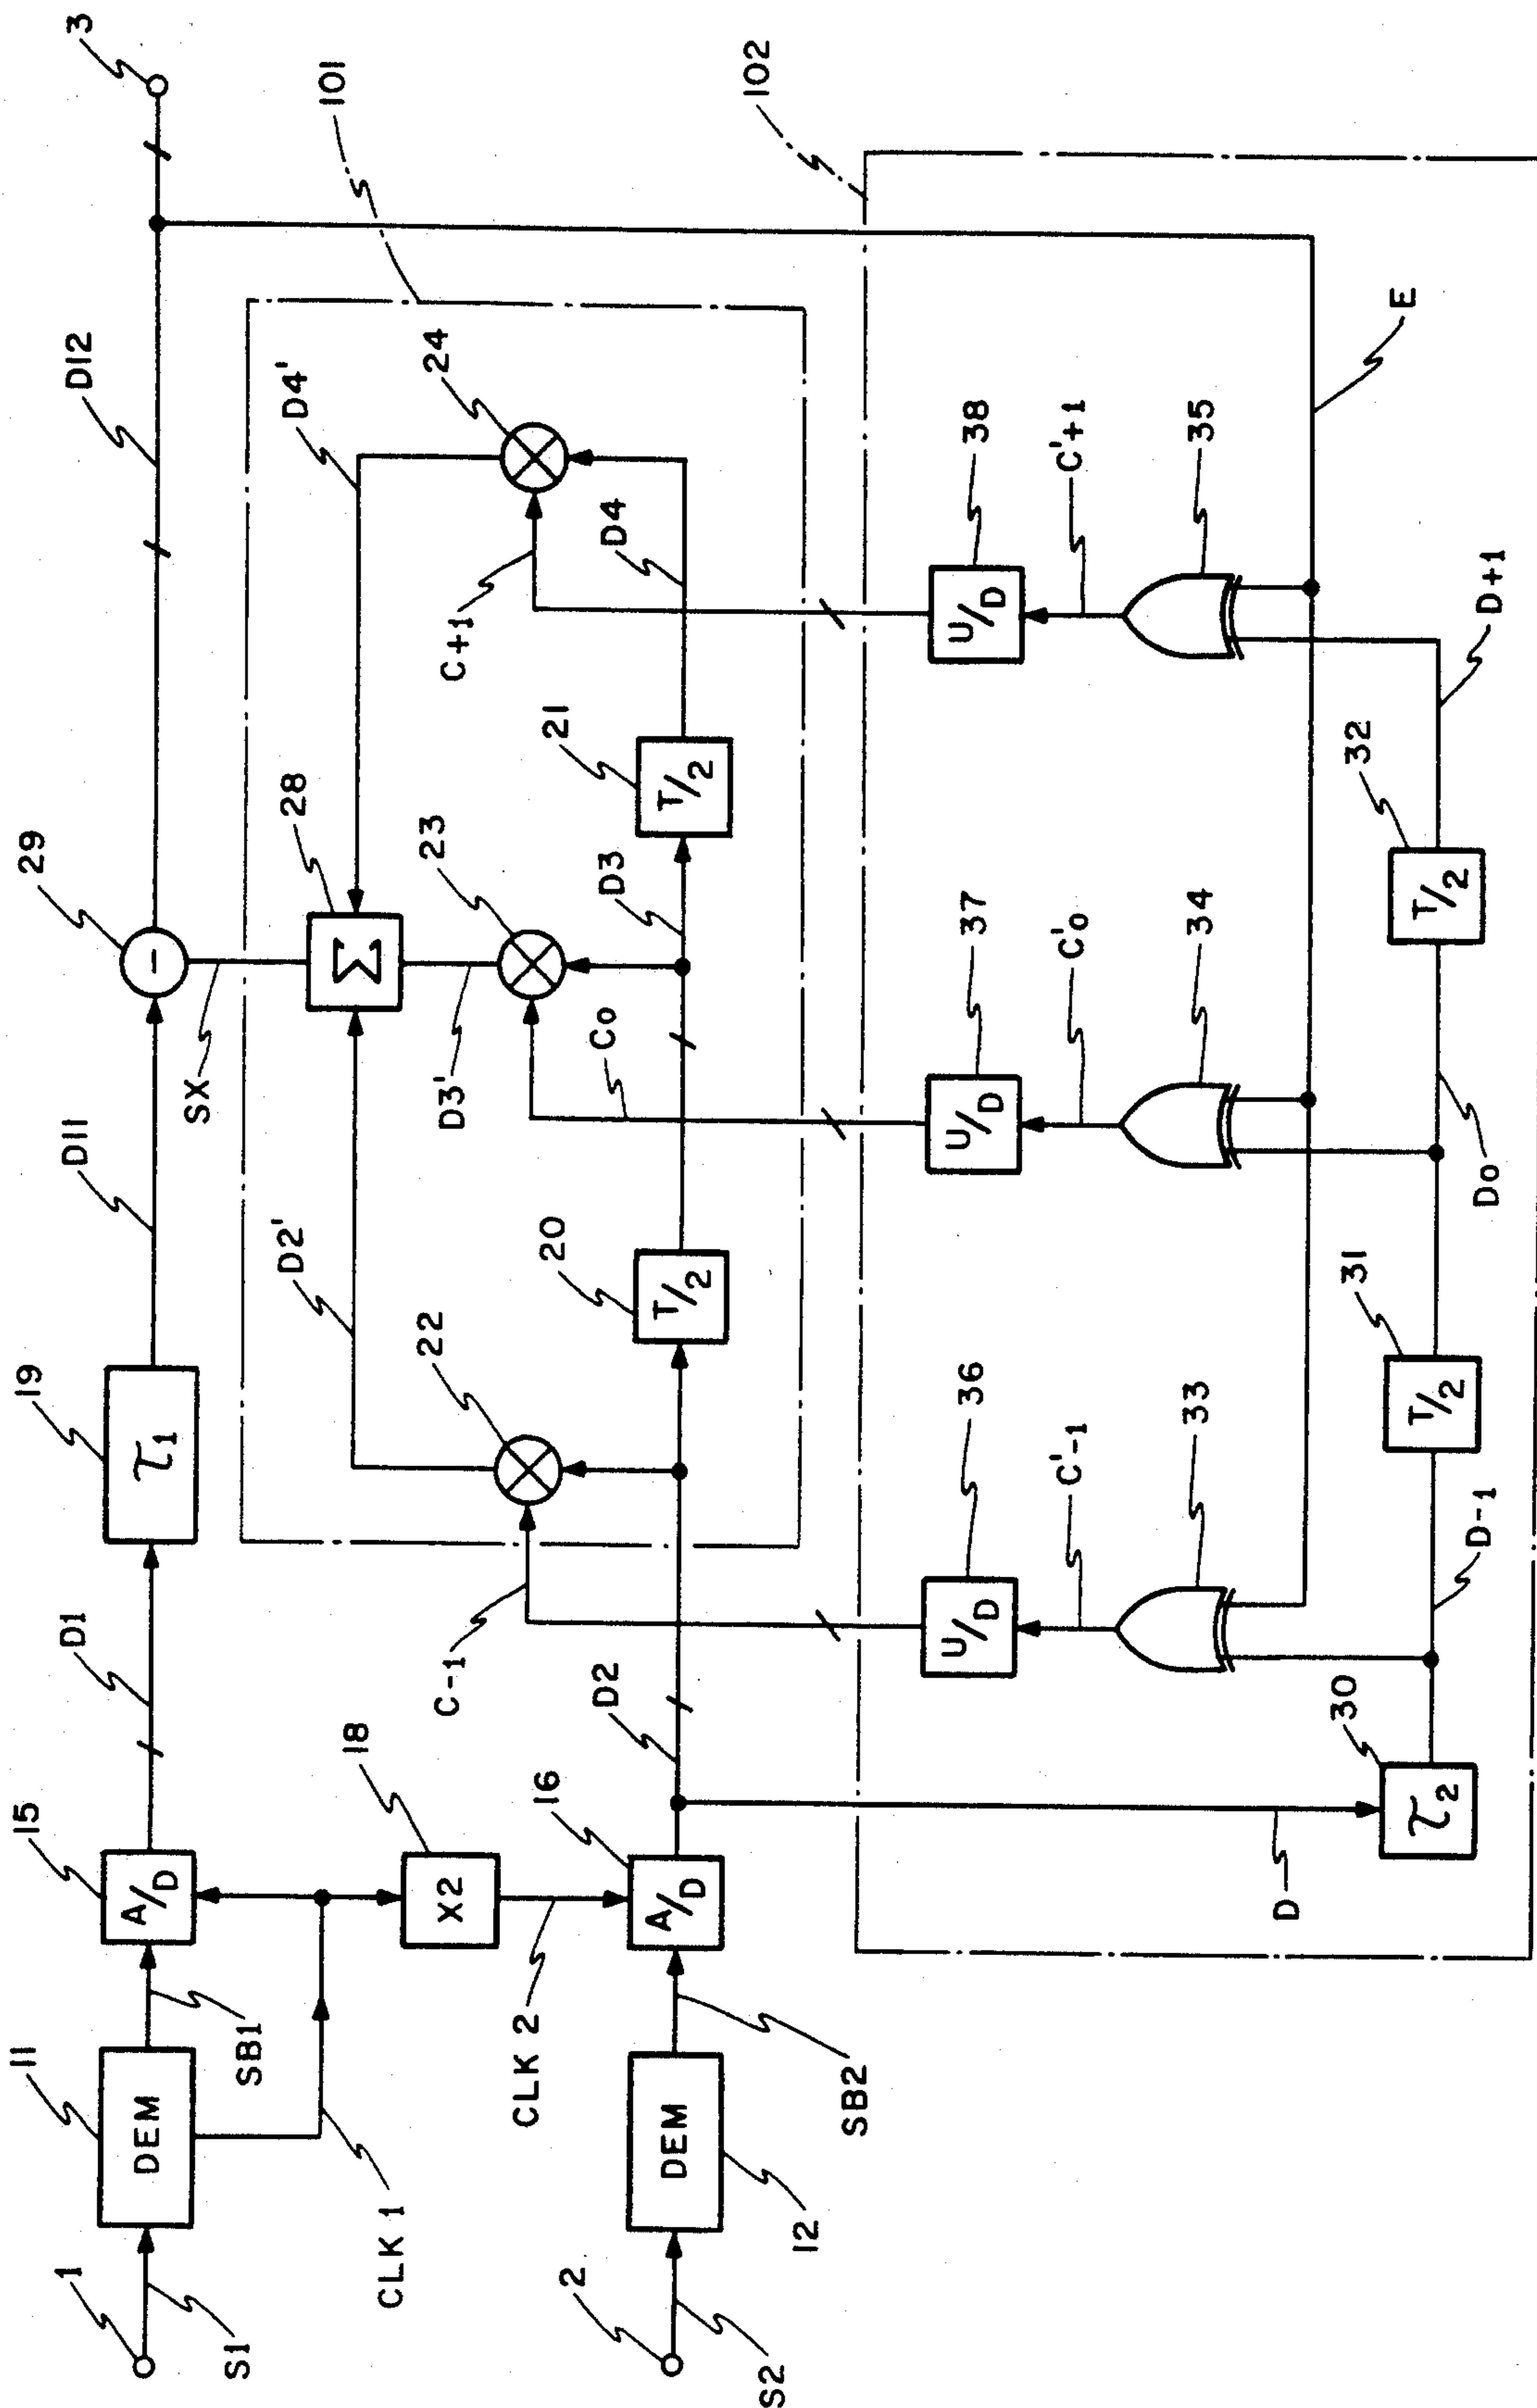 1
S1
11
DEM
SB1
CLK 1
15
A/D
D1
19
τ1
D11
29
−
SX
D12
3
18
X2
CLK 2
2
S2
12
DEM
SB2
16
A/D
D2
101
28
Σ
D2'
D3'
D4'
22
23
24
C-1
Co
C+1
20
T/2
D3
21
T/2
D4
102
36
U/D
37
U/D
38
U/D
C'-1
C'o
C'+1
33
34
35
E
D
30
τ2
D-1
31
T/2
Do
32
T/2
D+1